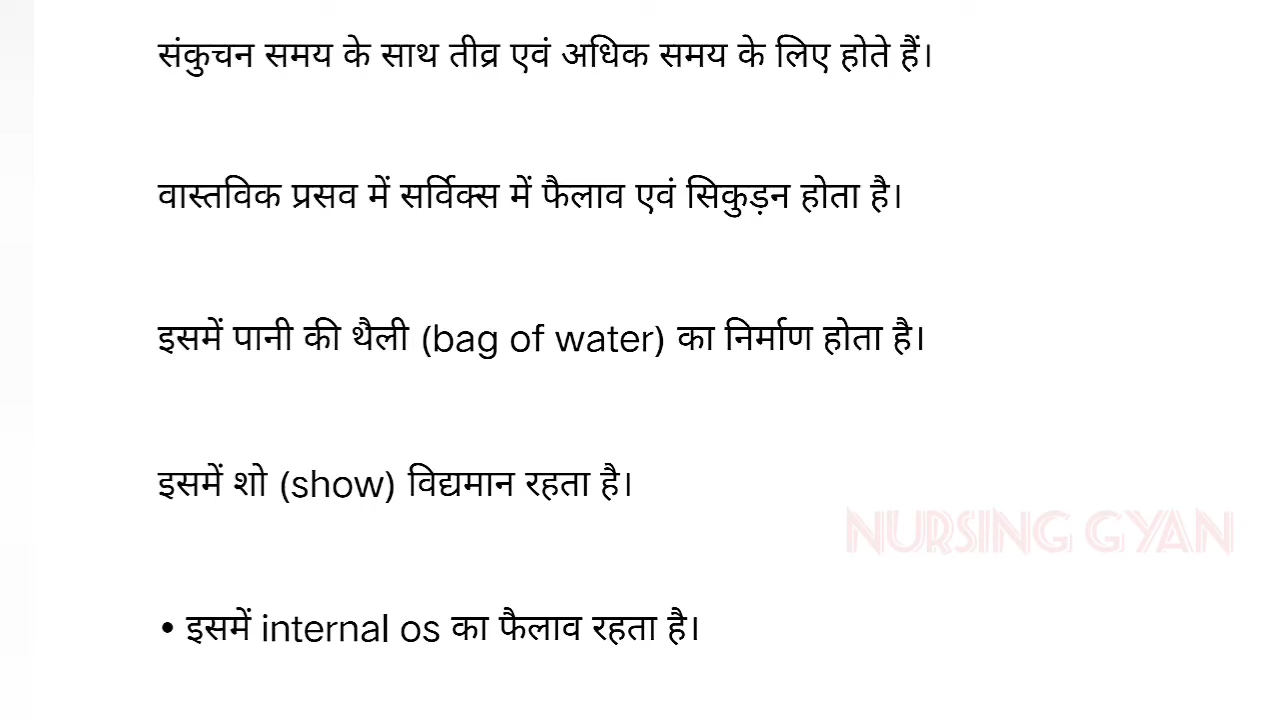 संकुचन समय के साथ तीव्र एवं अधिक समय के लिए होते हैं।
वास्तविक प्रसव में सर्विक्स में फैलाव एवं सिकुड़न होता है।
इसमें पानी की थैली (bag of water) का निर्माण होता है।
इसमें शो (show) विद्यमान रहता है।
NURSING GYAN
• इसमें internal os का फैलाव रहता है।